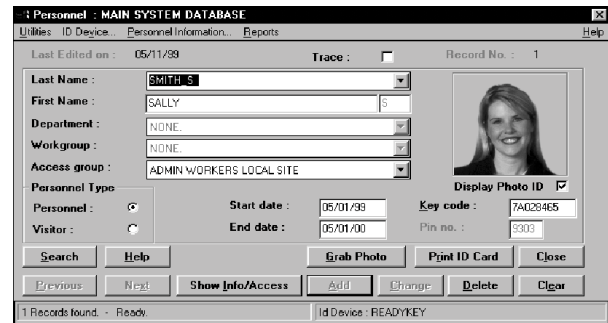 Personnel : MAIN SYSTEM DATABASE
Utilities ID Device... Personnel Information... Reports Help
Last Edited on : 05/11/99 Trace : Record No. : 1
Last Name : SMITH_S
First Name : SALLY S
Department : NONE.
Workgroup : NONE.
Access group : ADMIN WORKERS LOCAL SITE
Personnel Type Display Photo ID
Personnel : Start date : 05/01/99 Key code : 7A028465
Visitor : End date : 05/01/00 Pin no. : 9303
Search Help Grab Photo Print ID Card Close
Previous Next Show Info/Access Add Change Delete Clear
1 Records found. - Ready. Id Device : READYKEY